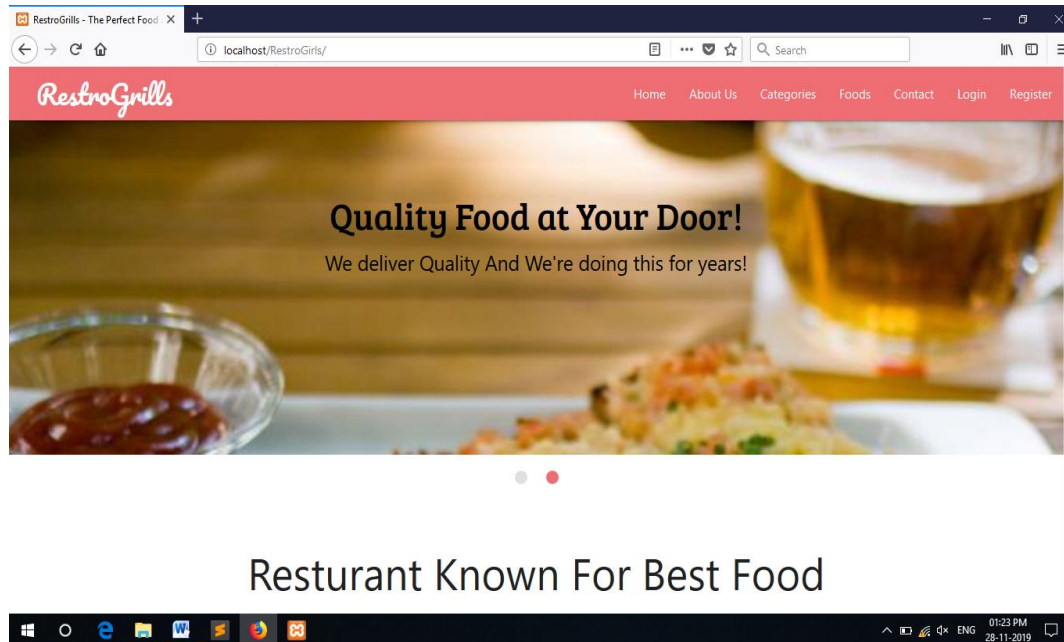 RestroGrills - The Perfect Food
localhost/RestroGirls/
Search
RestroGrills
Home About Us Categories Foods Contact Login Register
Quality Food at Your Door!
We deliver Quality And We're doing this for years!
Resturant Known For Best Food
ENG
01:23 PM
28-11-2019